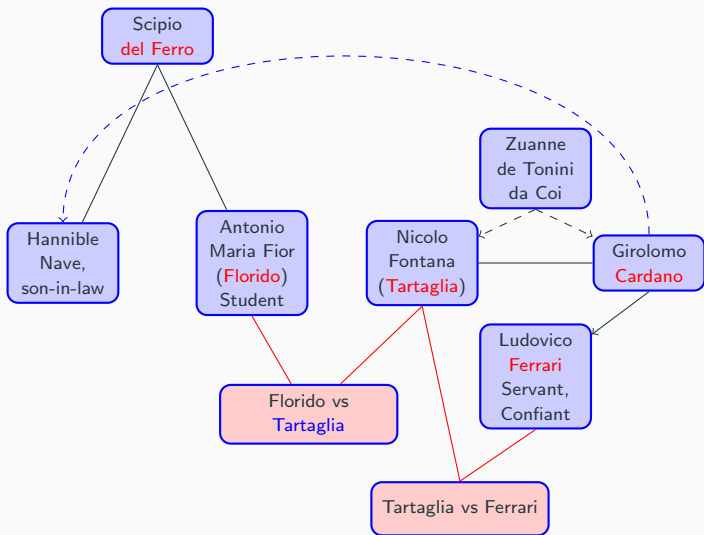 Scipio
del Ferro
Zuanne
de Tonini
da Coi
Hannible
Nave,
son-in-law
Antonio
Maria Fior
(Florido)
Student
Nicolo
Fontana
(Tartaglia)
Girolomo
Cardano
Ludovico
Ferrari
Servant,
Confiant
Florido vs
Tartaglia
Tartaglia vs Ferrari